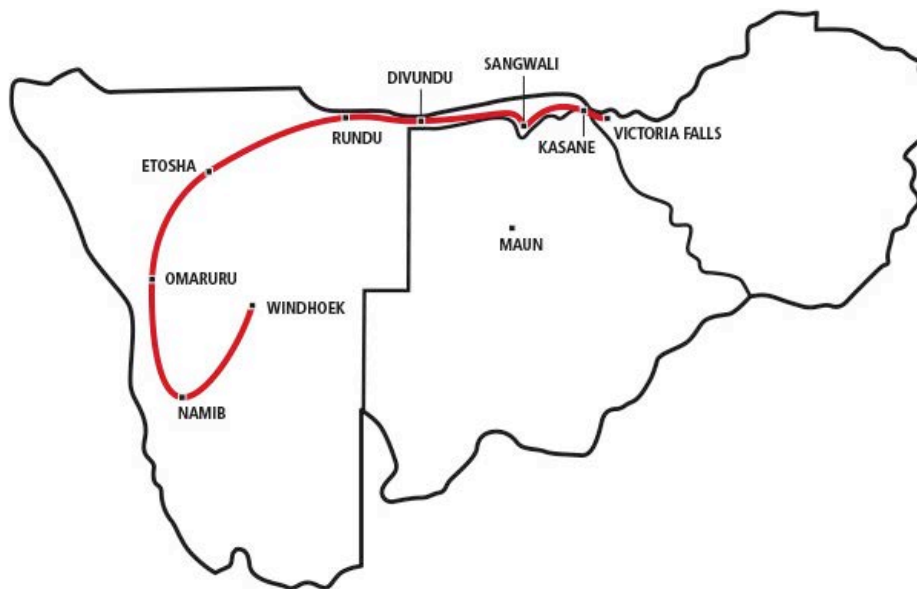 SANGWALI
DIVUNDU
VICTORIA FALLS
RUNDU
KASANE
ETOSHA
MAUN
OMARURU
WINDHOEK
NAMIB